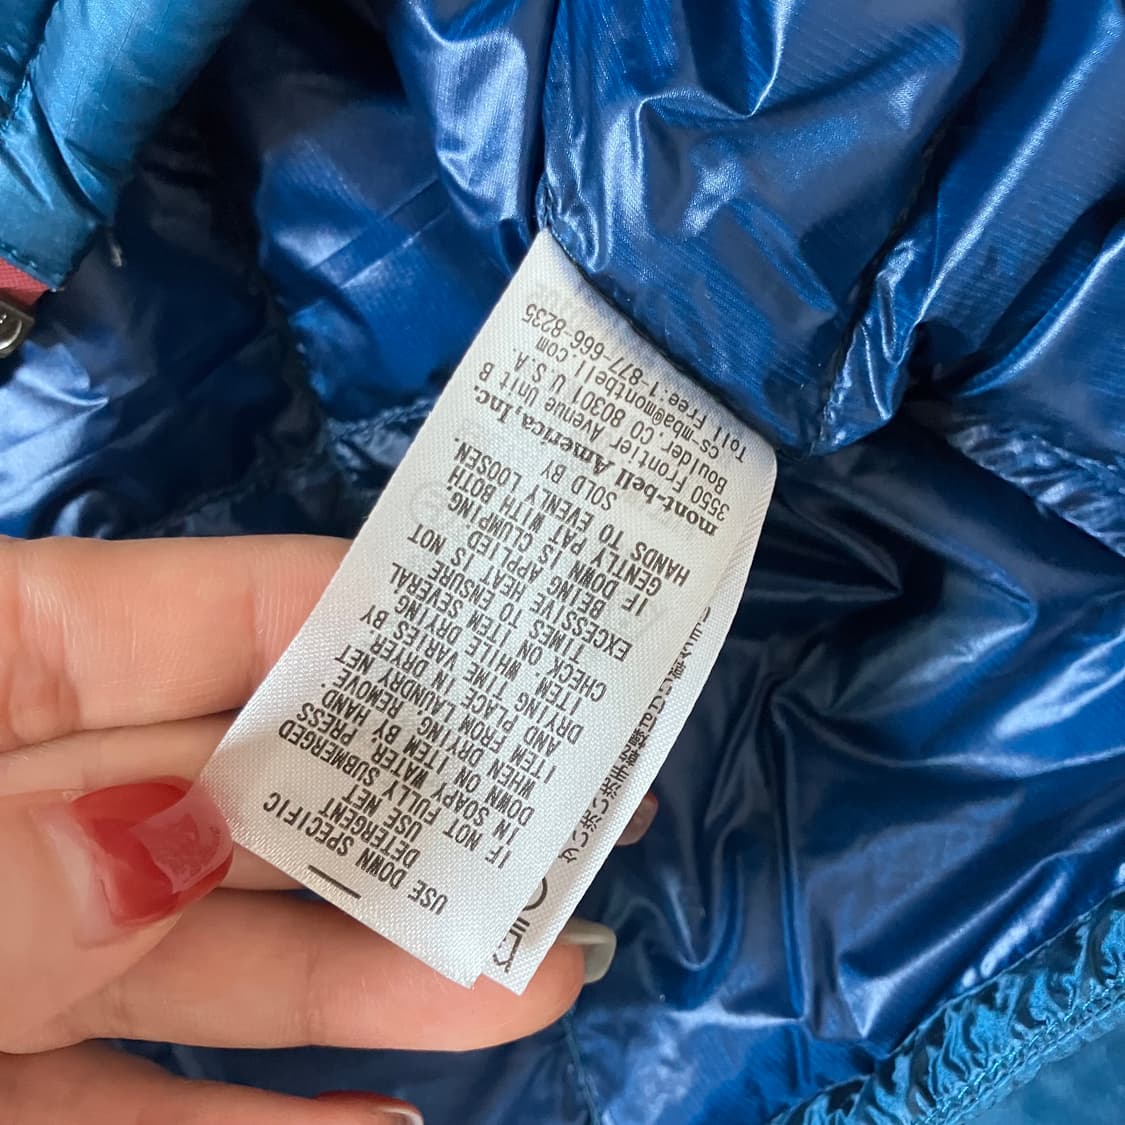 USE DOWN SPECIFIC
DETERGENT
USE NET
IF NOT FULLY SUBMERGED
IN SOAPY WATER, PRESS
DOWN ON ITEM BY HAND.
WHEN DRYING REMOVE
ITEM FROM LAUNDRY NET
AND PLACE IN DRYER.
DRYING TIME VARIES BY
ITEM. WHILE DRYING
CHECK ON ITEM SEVERAL
TIMES TO ENSURE
EXCESSIVE HEAT IS NOT
BEING APPLIED
IF DOWN IS CLUMPING
GENTLY PAT WITH BOTH
HANDS TO EVENLY LOOSEN.
SOLD BY
mont-bell America, Inc.
3550 Frontier Avenue Unit B
Boulder, CO 80301 U.S.A.
cs-mba@montbell.com
Toll Free:1-877-666-8235